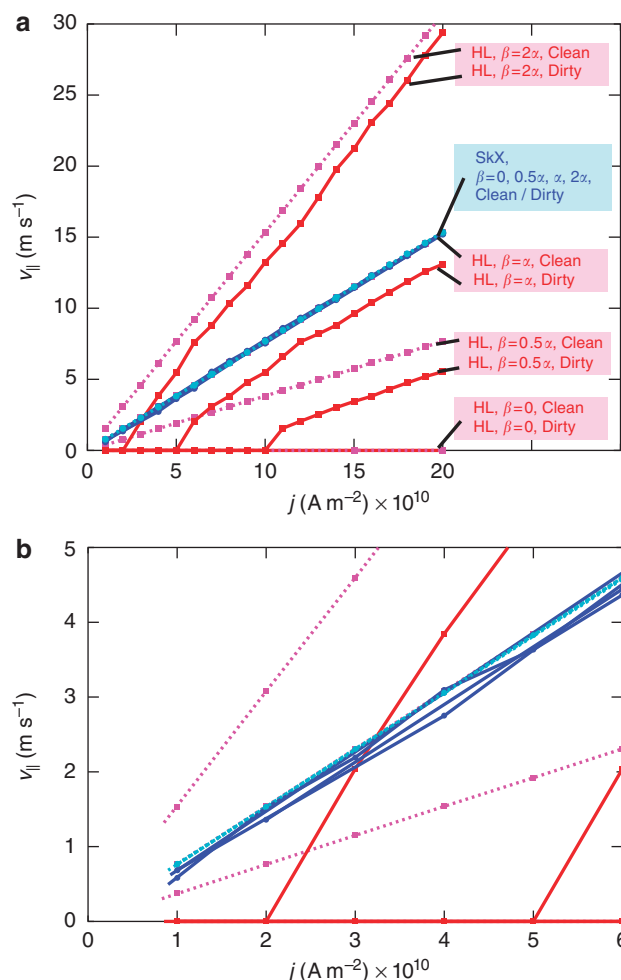 a
30
25
20
15
10
5
0
v∥ (m s⁻¹)
HL, β=2α, Clean
HL, β=2α, Dirty
SkX,
β=0, 0.5α, α, 2α,
Clean / Dirty
HL, β=α, Clean
HL, β=α, Dirty
HL, β=0.5α, Clean
HL, β=0.5α, Dirty
HL, β=0, Clean
HL, β=0, Dirty
0 5 10 15 20
j (A m⁻²) × 10¹⁰
b
5
4
3
2
1
0
v∥ (m s⁻¹)
0 1 2 3 4 5 6
j (A m⁻²) × 10¹⁰